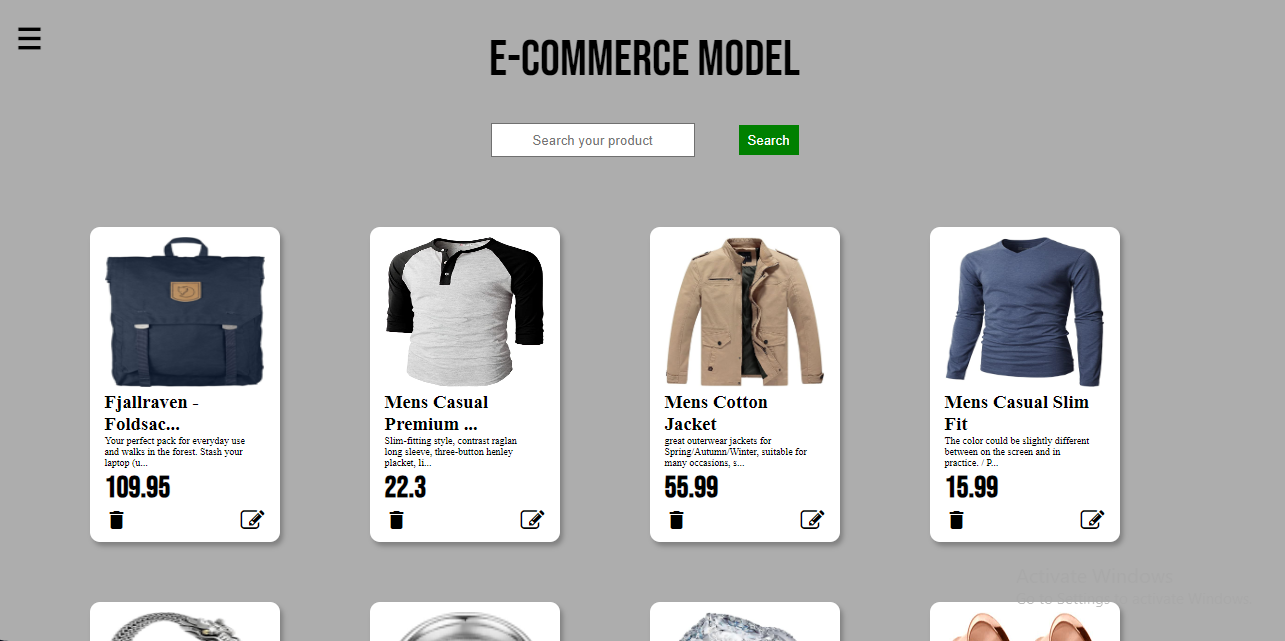 E-COMMERCE MODEL
Search your product
Search
Fjallraven -
Foldsac...
Your perfect pack for everyday use
and walks in the forest. Stash your
laptop (u...
109.95
Mens Casual
Premium ...
Slim-fitting style, contrast raglan
long sleeve, three-button henley
placket, li...
22.3
Mens Cotton
Jacket
great outerwear jackets for
Spring/Autumn/Winter, suitable for
many occasions, s...
55.99
Mens Casual Slim
Fit
The color could be slightly different
between on the screen and in
practice. / P...
15.99
Activate Windows
Go to Settings to activate Windows.